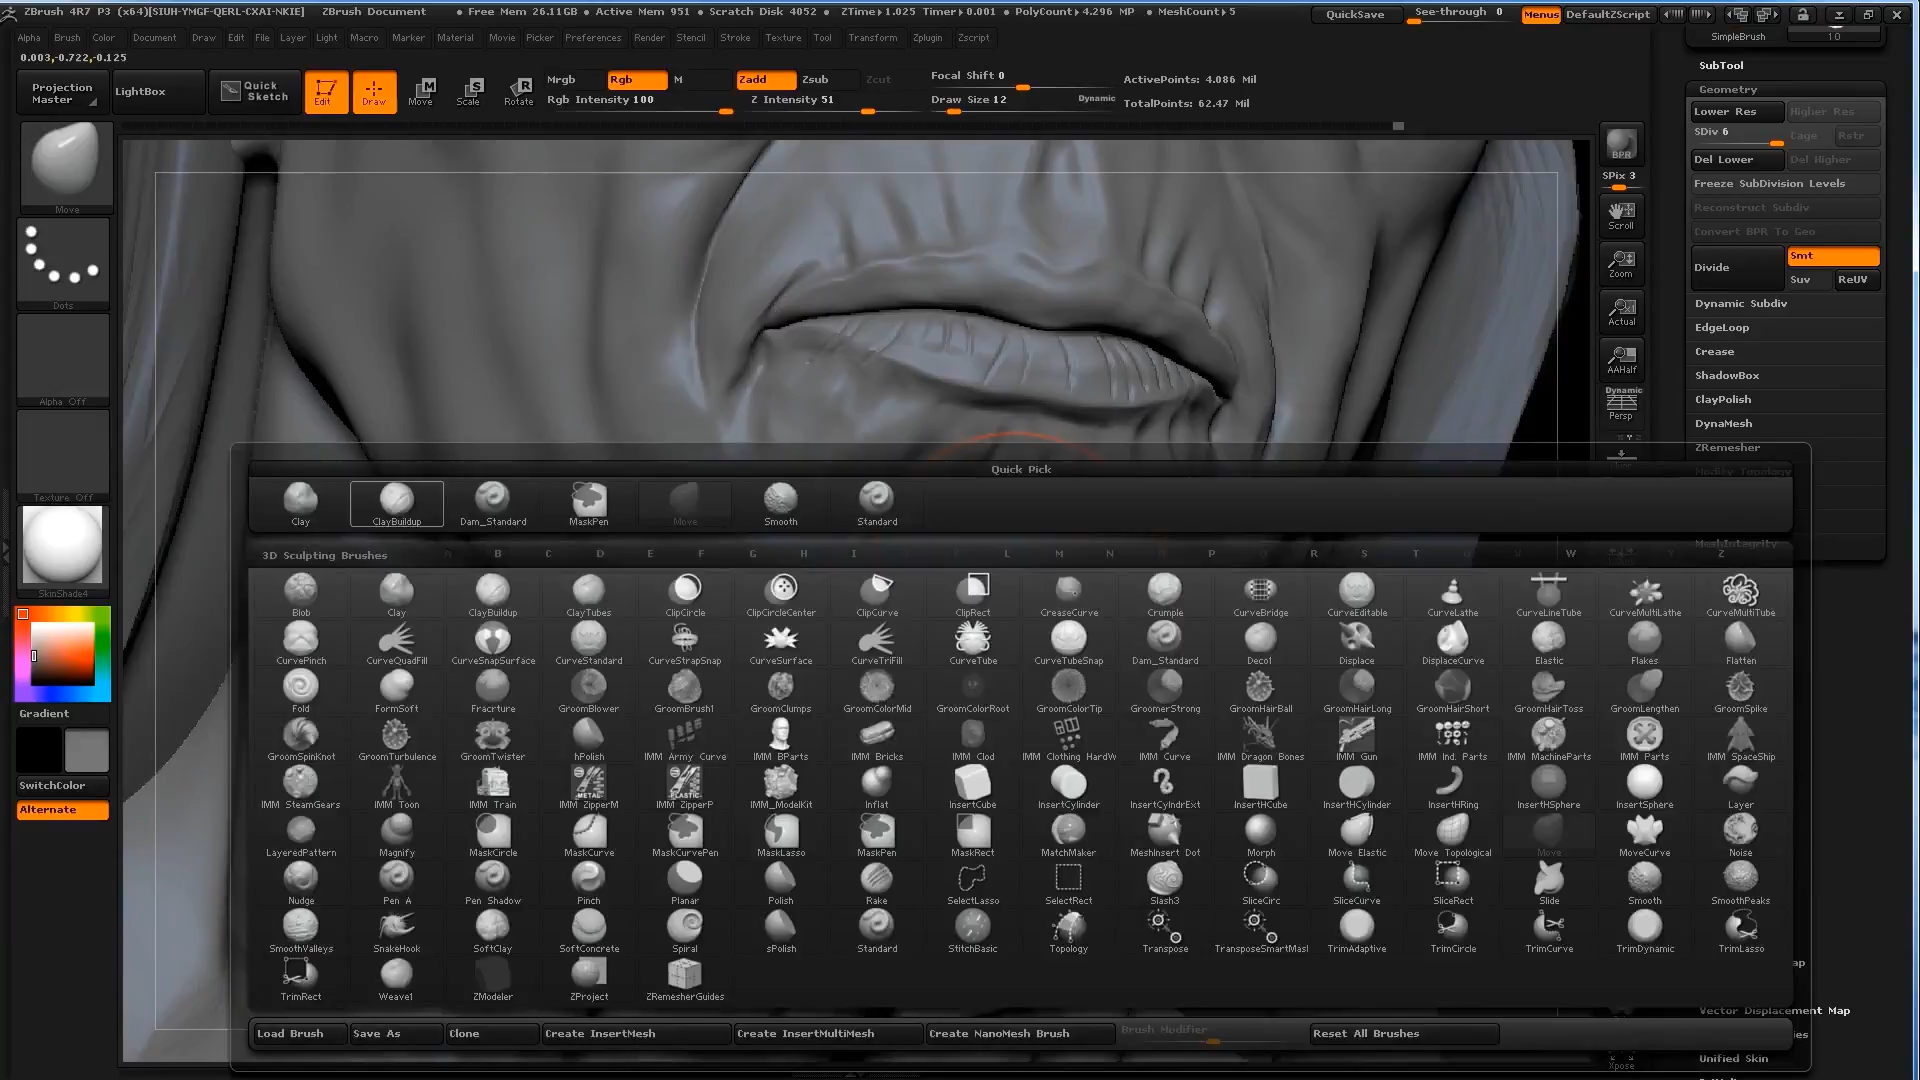 ZBrush 4R7 P3 (x64)[SIUH-YMGF-QERL-CXAI-NKIE] ZBrush Document • Free Mem 26.11GB • Active Mem 951 • Scratch Disk 4052 • ZTime▸1.025 Timer▸0.001 • PolyCount▸4.296 MP • MeshCount▸5 QuickSave See-through 0 Menus DefaultZScript
Alpha Brush Color Document Draw Edit File Layer Light Macro Marker Material Movie Picker Preferences Render Stencil Stroke Texture Tool Transform Zplugin Zscript
SimpleBrush 10
0.003,-0.722,-0.125
SubTool
Projection Master
LightBox
Quick Sketch
Edit Draw Move Scale Rotate
Mrgb Rgb M Zadd Zsub Zcut
Rgb Intensity 100 Z Intensity 51
Focal Shift 0
Draw Size 12 Dynamic
ActivePoints: 4.086 Mil
TotalPoints: 62.47 Mil
Geometry
Lower Res Higher Res
SDiv 6 Cage Rstr
Del Lower Del Higher
Freeze SubDivision Levels
Reconstruct Subdiv
Convert BPR To Geo
Divide Smt
Suv ReUV
Dynamic Subdiv
EdgeLoop
Crease
ShadowBox
ClayPolish
DynaMesh
ZRemesher
Modify Topology
MeshIntegrity
Vector Displacement Map
Unified Skin
BPR
SPix 3
Scroll
Zoom
Actual
AAHalf
Dynamic
Persp
Xpose
Move
Dots
Alpha Off
Texture Off
SkinShade4
Gradient
SwitchColor
Alternate
Quick Pick
Clay ClayBuildup Dam_Standard MaskPen Move Smooth Standard
3D Sculpting Brushes A B C D E F G H I L M N P R S T W Z
Blob Clay ClayBuildup ClayTubes ClipCircle ClipCircleCenter ClipCurve ClipRect CreaseCurve Crumple CurveBridge CurveEditable CurveLathe CurveLineTube CurveMultiLathe CurveMultiTube
CurvePinch CurveQuadFill CurveSnapSurface CurveStandard CurveStrapSnap CurveSurface CurveTriFill CurveTube CurveTubeSnap Dam_Standard Deco1 Displace DisplaceCurve Elastic Flakes Flatten
Fold FormSoft Fracrture GroomBlower GroomBrush1 GroomClumps GroomColorMid GroomColorRoot GroomColorTip GroomerStrong GroomHairBall GroomHairLong GroomHairShort GroomHairToss GroomLengthen GroomSpike
GroomSpinKnot GroomTurbulence GroomTwister hPolish IMM Army Curve IMM BParts IMM Bricks IMM Clod IMM Clothing HardW IMM Curve IMM Dragon Bones IMM Gun IMM Ind. Parts IMM MachineParts IMM Parts IMM SpaceShip
IMM SteamGears IMM Toon IMM Train IMM ZipperM IMM ZipperP IMM_ModelKit Inflat InsertCube InsertCylinder InsertCylndrExt InsertHCube InsertHCylinder InsertHRing InsertHSphere InsertSphere Layer
LayeredPattern Magnify MaskCircle MaskCurve MaskCurvePen MaskLasso MaskPen MaskRect MatchMaker MeshInsert Dot Morph Move Elastic Move Topological Move MoveCurve Noise
Nudge Pen A Pen Shadow Pinch Planar Polish Rake SelectLasso SelectRect Slash3 SliceCirc SliceCurve SliceRect Slide Smooth SmoothPeaks
SmoothValleys SnakeHook SoftClay SoftConcrete Spiral sPolish Standard StitchBasic Topology Transpose TransposeSmartMasl TrimAdaptive TrimCircle TrimCurve TrimDynamic TrimLasso
TrimRect Weave1 ZModeler ZProject ZRemesherGuides
Load Brush Save As Clone Create InsertMesh Create InsertMultiMesh Create NanoMesh Brush Brush Modifier Reset All Brushes